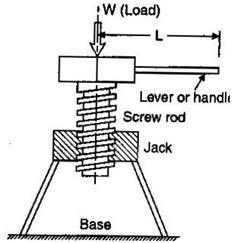 W (Load)
L
Lever or handle
Screw rod
Jack
Base